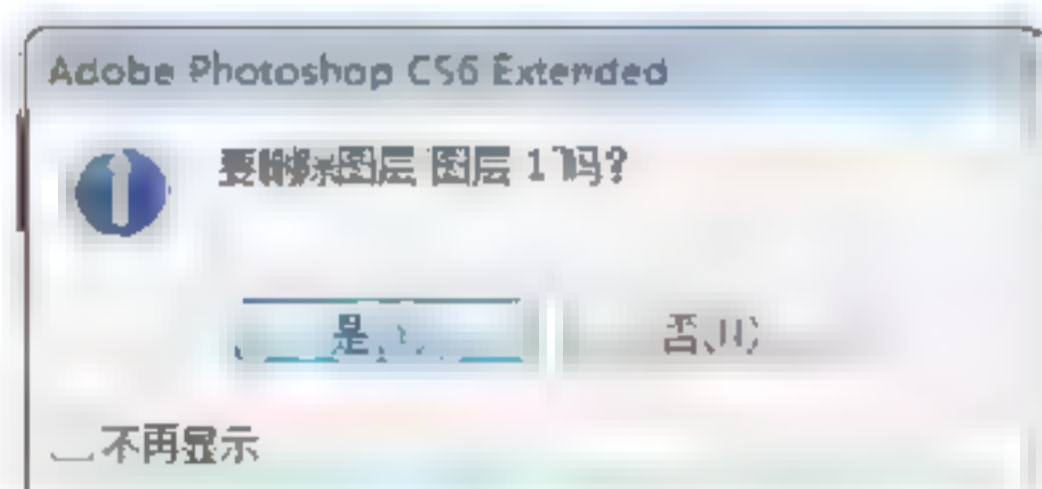 Adobe Photoshop CS6 Extended
要删除图层 图层 1 吗?
是
否(N)
不再显示